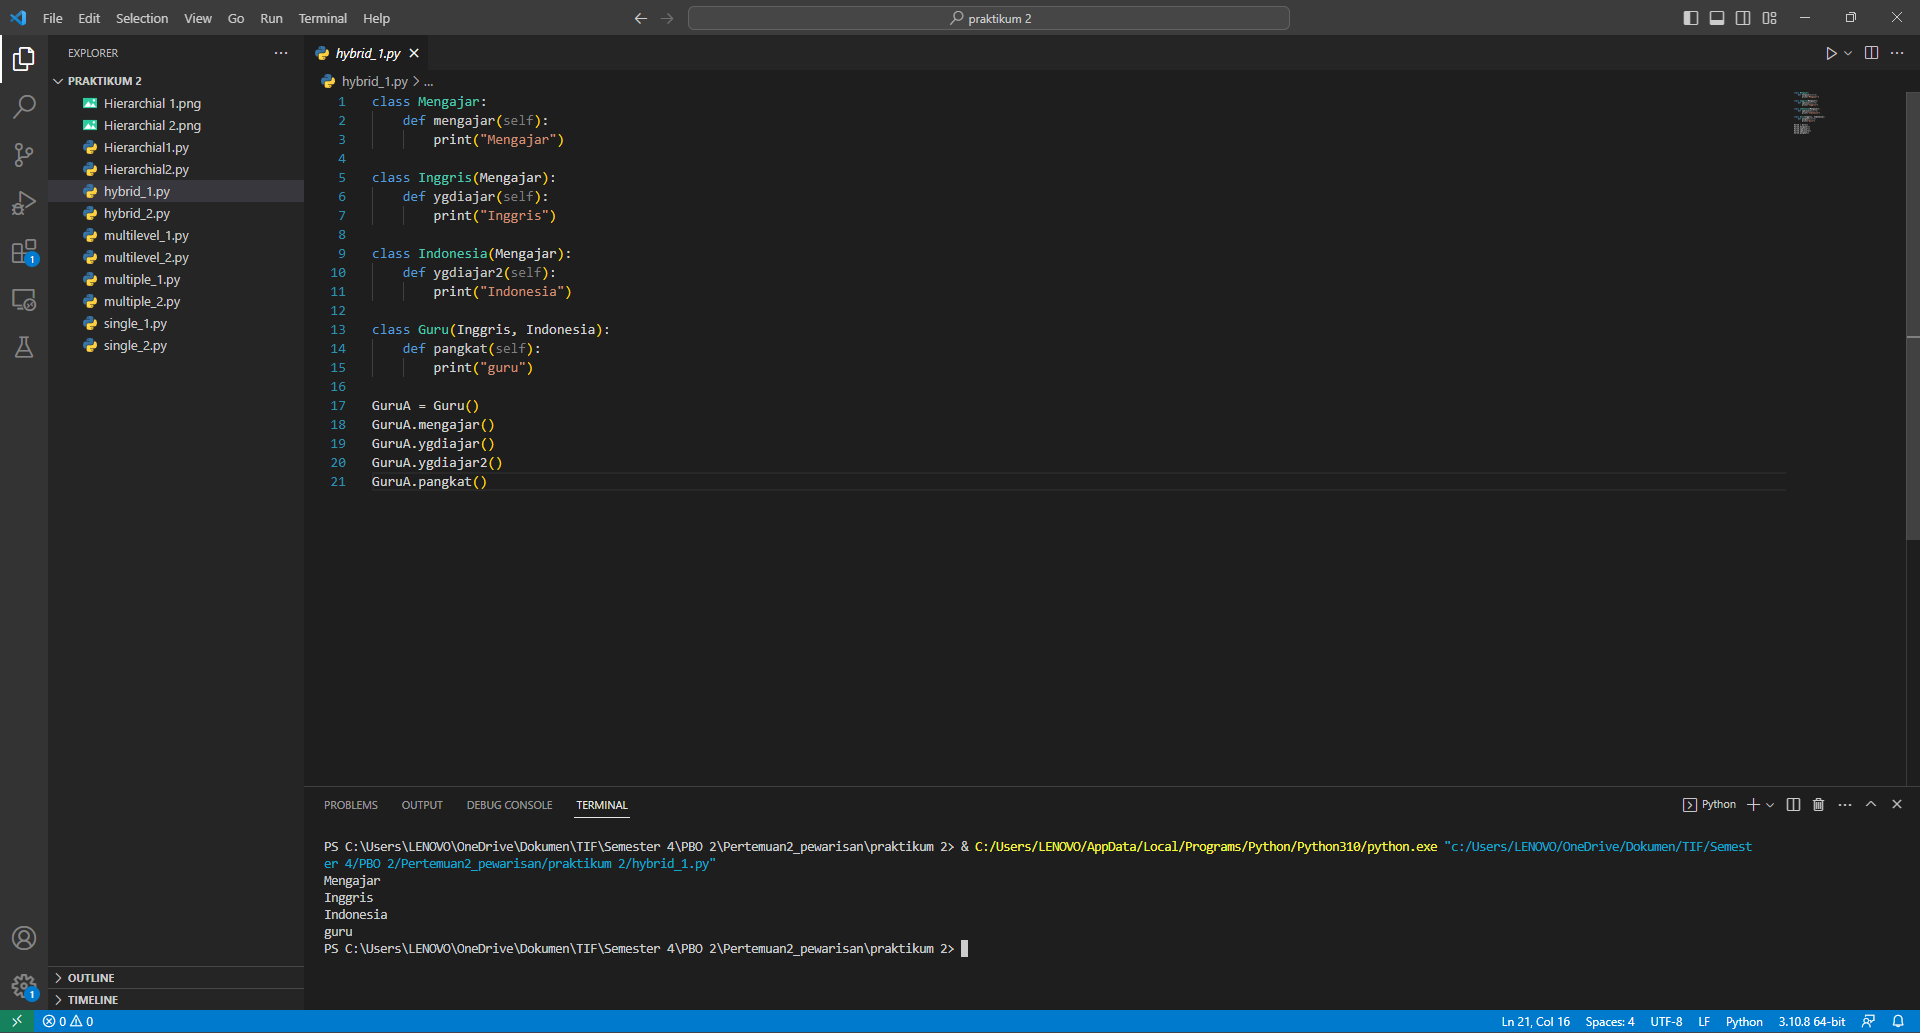 File Edit Selection View Go Run Terminal Help
praktikum 2
EXPLORER
PRAKTIKUM 2
Hierarchial 1.png
Hierarchial 2.png
Hierarchial1.py
Hierarchial2.py
hybrid_1.py
hybrid_2.py
multilevel_1.py
multilevel_2.py
multiple_1.py
multiple_2.py
single_1.py
single_2.py
OUTLINE
TIMELINE
1
1
hybrid_1.py
hybrid_1.py > ...
1 class Mengajar:
2     def mengajar(self):
3         print("Mengajar")
4
5 class Inggris(Mengajar):
6     def ygdiajar(self):
7         print("Inggris")
8
9 class Indonesia(Mengajar):
10     def ygdiajar2(self):
11         print("Indonesia")
12
13 class Guru(Inggris, Indonesia):
14     def pangkat(self):
15         print("guru")
16
17 GuruA = Guru()
18 GuruA.mengajar()
19 GuruA.ygdiajar()
20 GuruA.ygdiajar2()
21 GuruA.pangkat()
PROBLEMS OUTPUT DEBUG CONSOLE TERMINAL
Python
PS C:\Users\LENOVO\OneDrive\Dokumen\TIF\Semester 4\PBO 2\Pertemuan2_pewarisan\praktikum 2> & C:/Users/LENOVO/AppData/Local/Programs/Python/Python310/python.exe "c:/Users/LENOVO/OneDrive/Dokumen/TIF/Semest
er 4/PBO 2/Pertemuan2_pewarisan/praktikum 2/hybrid_1.py"
Mengajar
Inggris
Indonesia
guru
PS C:\Users\LENOVO\OneDrive\Dokumen\TIF\Semester 4\PBO 2\Pertemuan2_pewarisan\praktikum 2>
0 0
Ln 21, Col 16 Spaces: 4 UTF-8 LF Python 3.10.8 64-bit